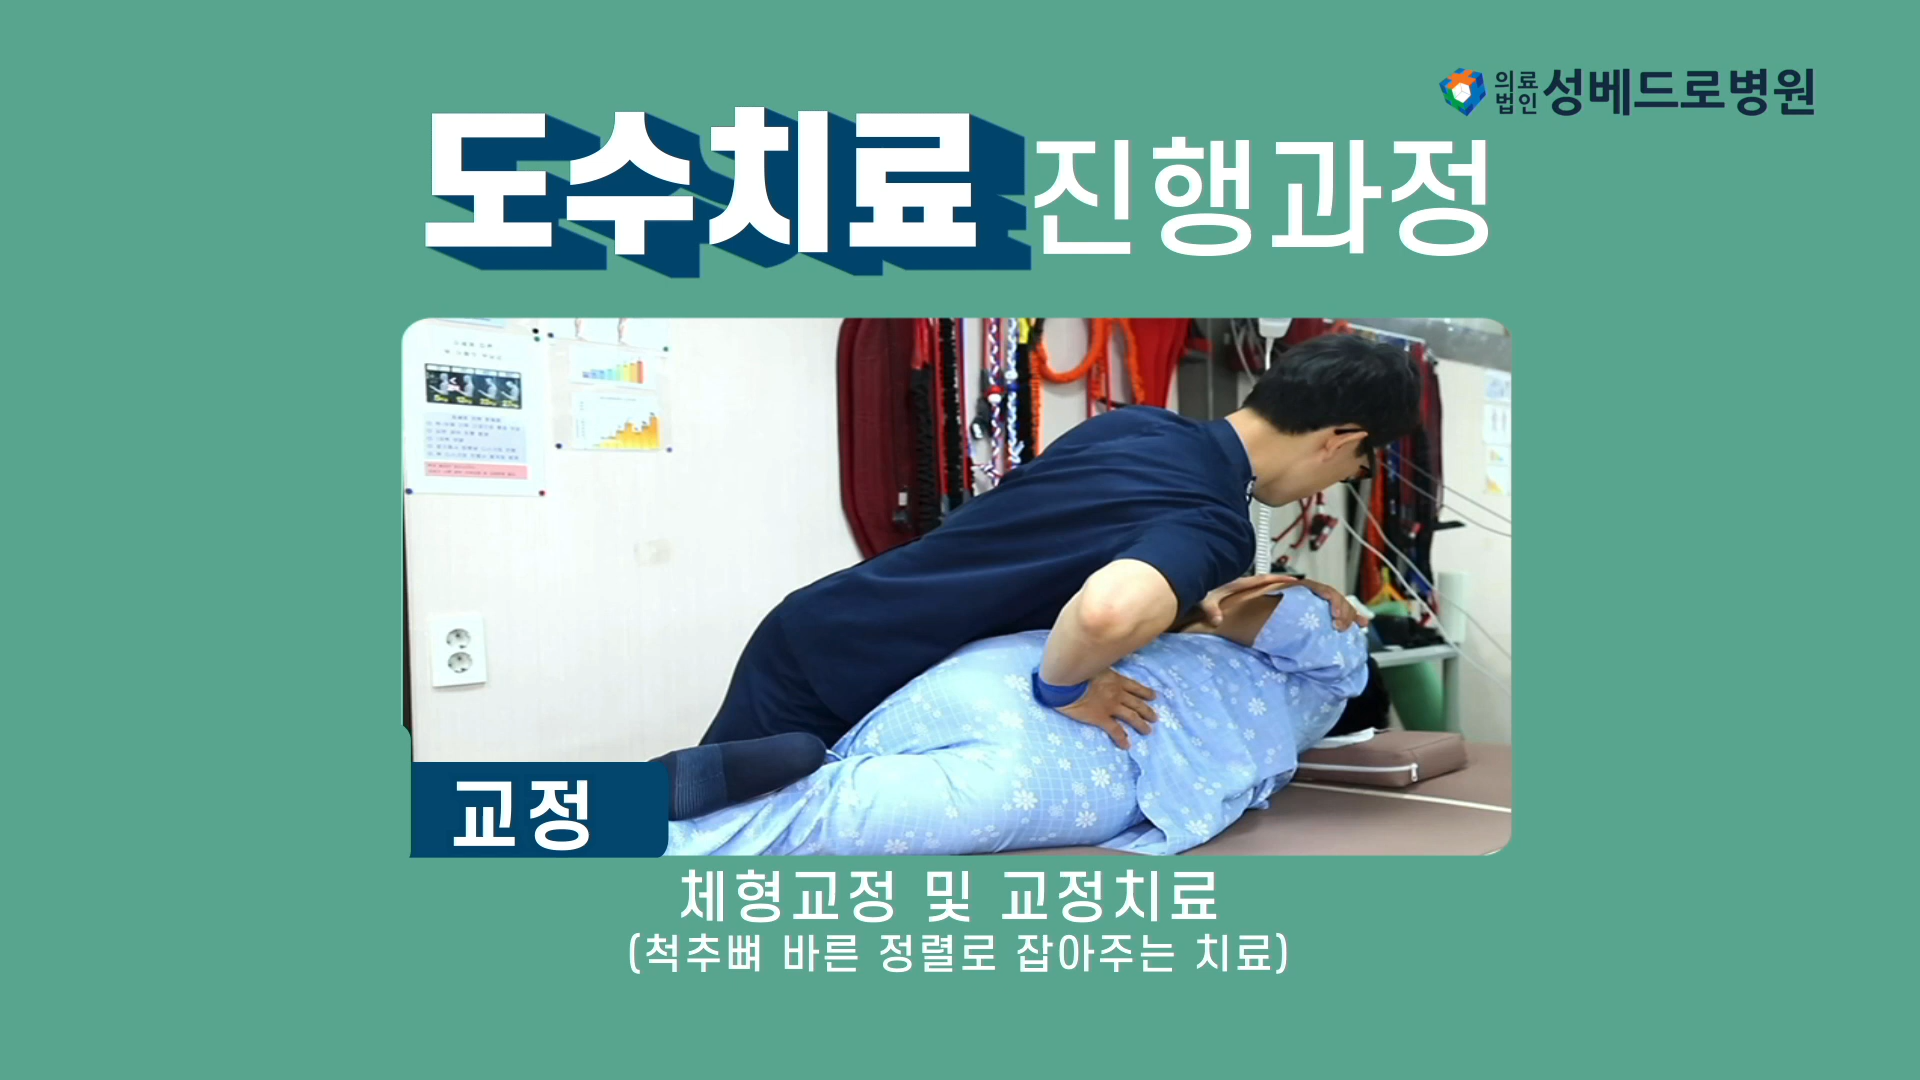 의료
법인 성베드로병원
도수치료 진행과정
교정
체형교정 및 교정치료
(척추뼈 바른 정렬로 잡아주는 치료)